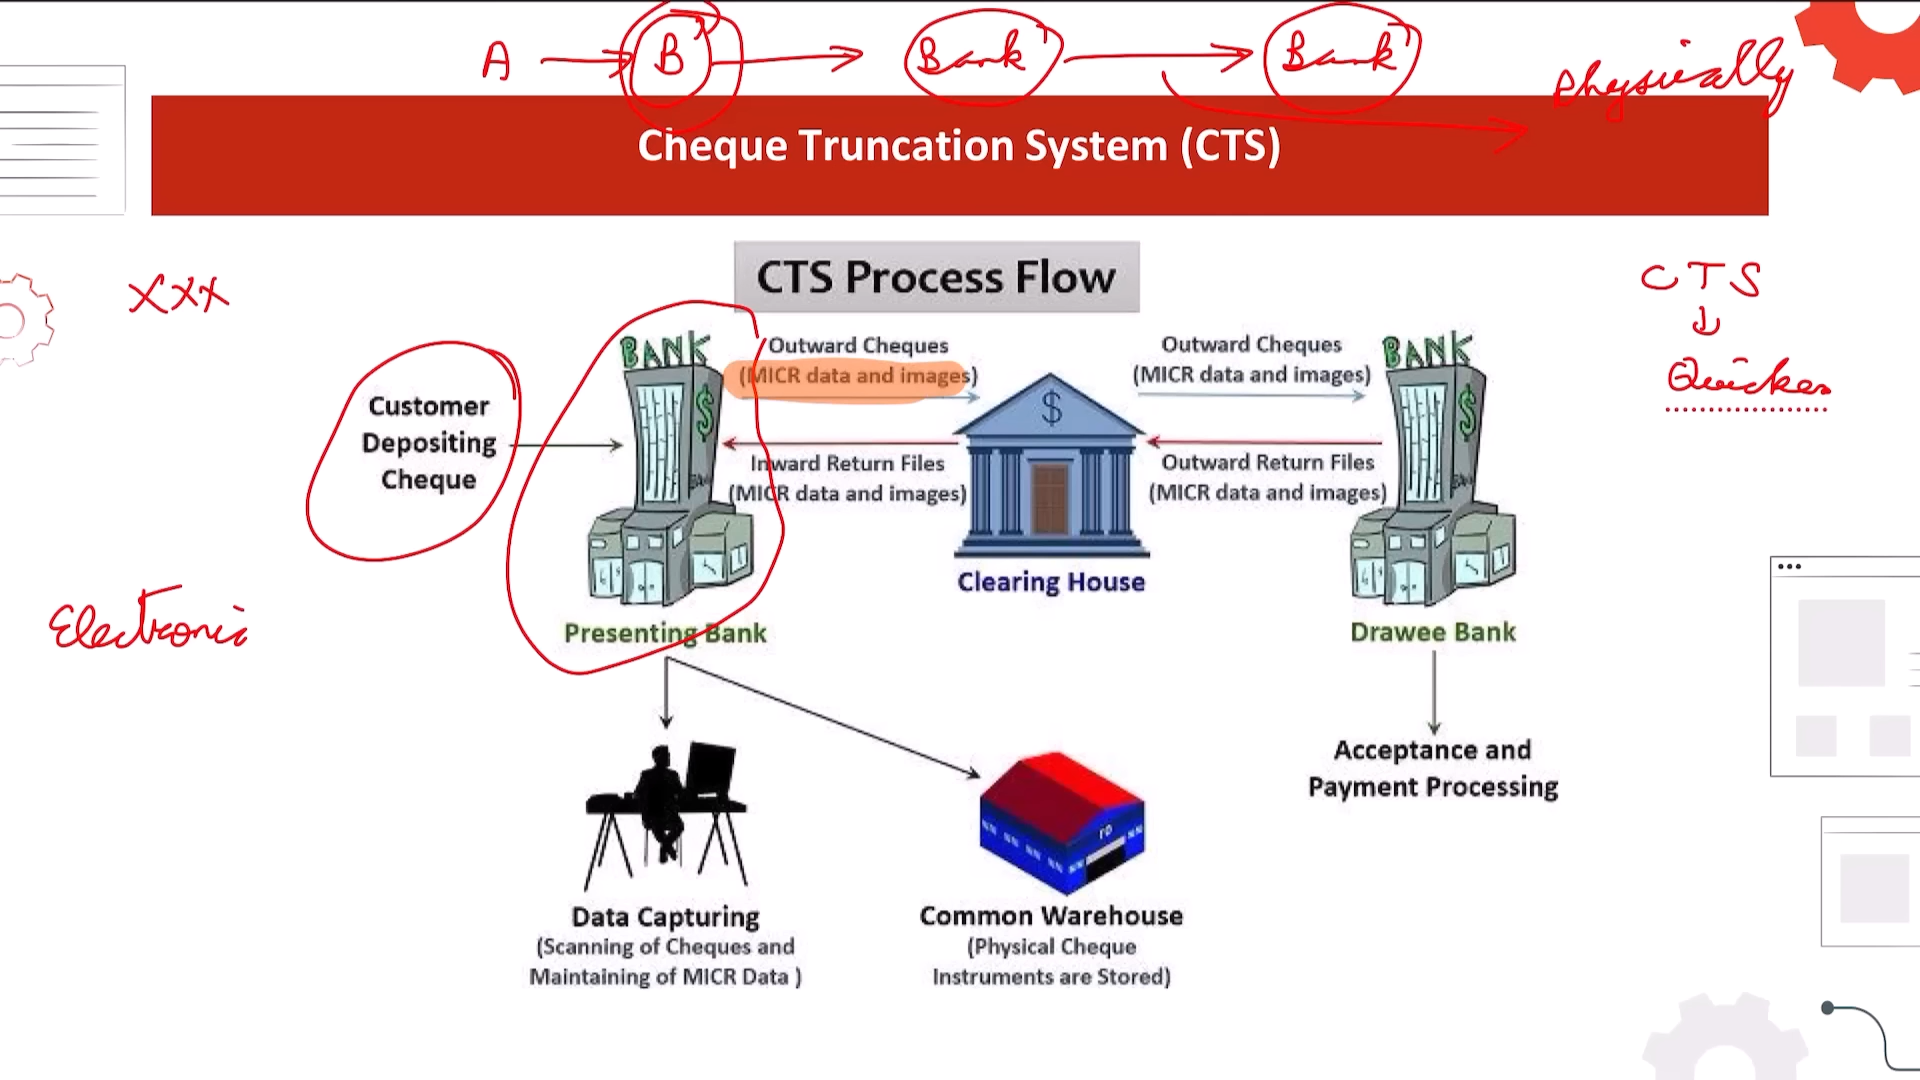 A → B → Bank → Bank
Physically
Cheque Truncation System (CTS)
CTS Process Flow
XXX
CTS
↓
Quicker
BANK
Outward Cheques
(MICR data and images)
Outward Cheques
(MICR data and images)
BANK
Customer
Depositing
Cheque
$
$
$
Inward Return Files
(MICR data and images)
Outward Return Files
(MICR data and images)
Clearing House
Electronic
Presenting Bank
Drawee Bank
Acceptance and
Payment Processing
Data Capturing
(Scanning of Cheques and
Maintaining of MICR Data )
Common Warehouse
(Physical Cheque
Instruments are Stored)